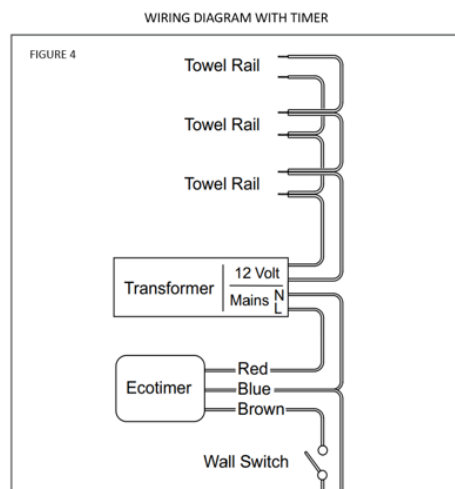 WIRING DIAGRAM WITH TIMER
FIGURE 4
Towel Rail
Towel Rail
Towel Rail
Transformer
12 Volt
Mains N
L
Red
Ecotimer
Blue
Brown
Wall Switch